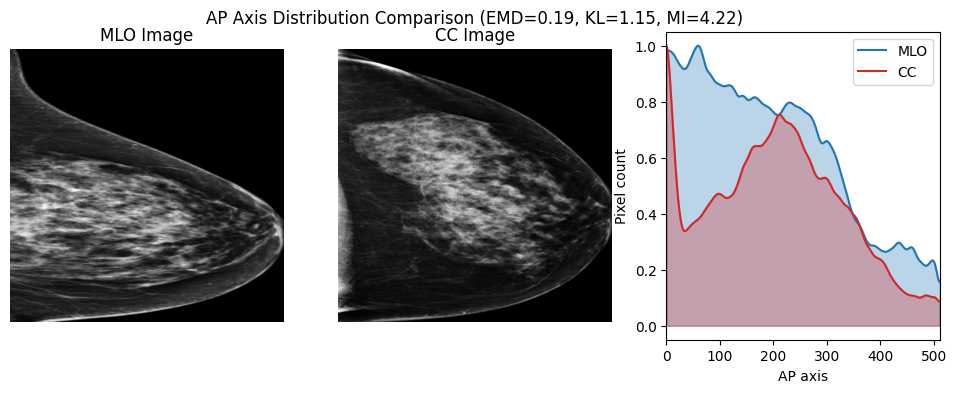 AP Axis Distribution Comparison (EMD=0.19, KL=1.15, MI=4.22)
MLO Image
CC Image
MLO
CC
Pixel count
1.0
0.8
0.6
0.4
0.2
0.0
0 100 200 300 400 500
AP axis